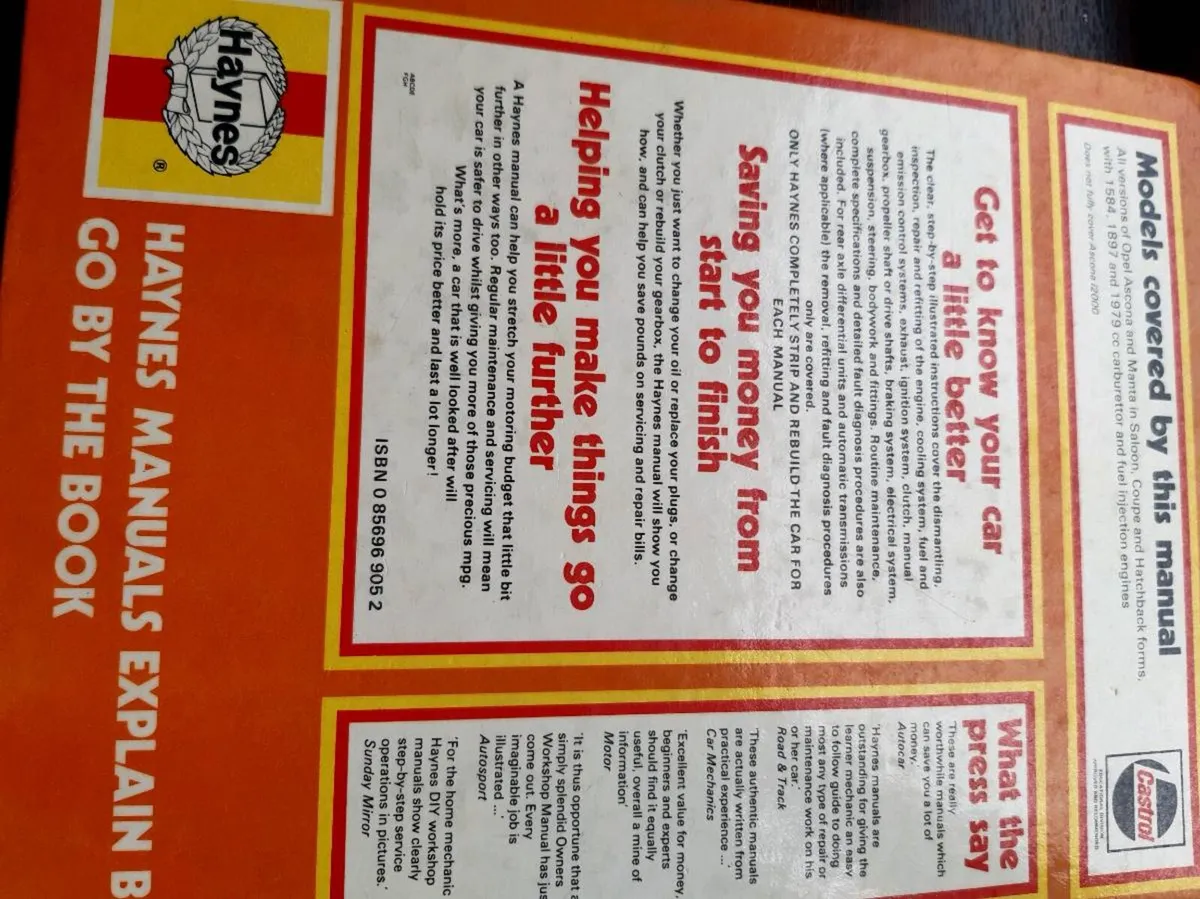 Models covered by this manual
All versions of Opel Ascona and Manta in Saloon, Coupe and Hatchback forms,
with 1584, 1897 and 1979 cc carburettor and fuel injection engines
Does not fully cover Ascona i2000
Castrol
EDUCATIONAL DIVISION
APPROVED AND RECOMMENDED
Get to know your car
a little better
The clear, step-by-step illustrated instructions cover the dismantling,
inspection, repair and refitting of the engine, cooling system, fuel and
emission control systems, exhaust, ignition system, clutch, manual
gearbox, propeller shaft or drive shafts, braking system, electrical system,
suspension, steering, bodywork and fittings. Routine maintenance,
complete specifications and detailed fault diagnosis procedures are also
included. For rear axle differential units and automatic transmissions
(where applicable) the removal, refitting and fault diagnosis procedures
only are covered.
ONLY HAYNES COMPLETELY STRIP AND REBUILD THE CAR FOR
EACH MANUAL
Saving you money from
start to finish
Whether you just want to change your oil or replace your plugs, or change
your clutch or rebuild your gearbox, the Haynes manual will show you
how, and can help you save pounds on servicing and repair bills.
Helping you make things go
a little further
A Haynes manual can help you stretch your motoring budget that little bit
further in other ways too. Regular maintenance and servicing will mean
your car is safer to drive whilst giving you more of those precious mpg.
What's more, a car that is well looked after will
hold its price better and last a lot longer!
ABCDE
FGH
ISBN 0 85696 905 2
What the
press say
'These are really
worthwhile manuals which
can save you a lot of
money.'
Autocar
'Haynes manuals are
outstanding for giving the
learner mechanic an easy
to follow guide to doing
most any type of repair or
maintenance work on his
or her car.'
Road & Track
'These authentic manuals
are actually written from
practical experience ...'
Car Mechanics
'Excellent value for money,
beginners and experts
should find it equally
useful, overall a mine of
information'
Motor
'It is thus opportune that a
simply splendid Owners
Workshop Manual has jus
come out. Every
imaginable job is
illustrated ...'
Autosport
'For the home mechanic
Haynes DIY workshop
manuals show clearly
step-by-step service
operations in pictures.'
Sunday Mirror
Haynes
®
HAYNES MANUALS EXPLAIN B
GO BY THE BOOK